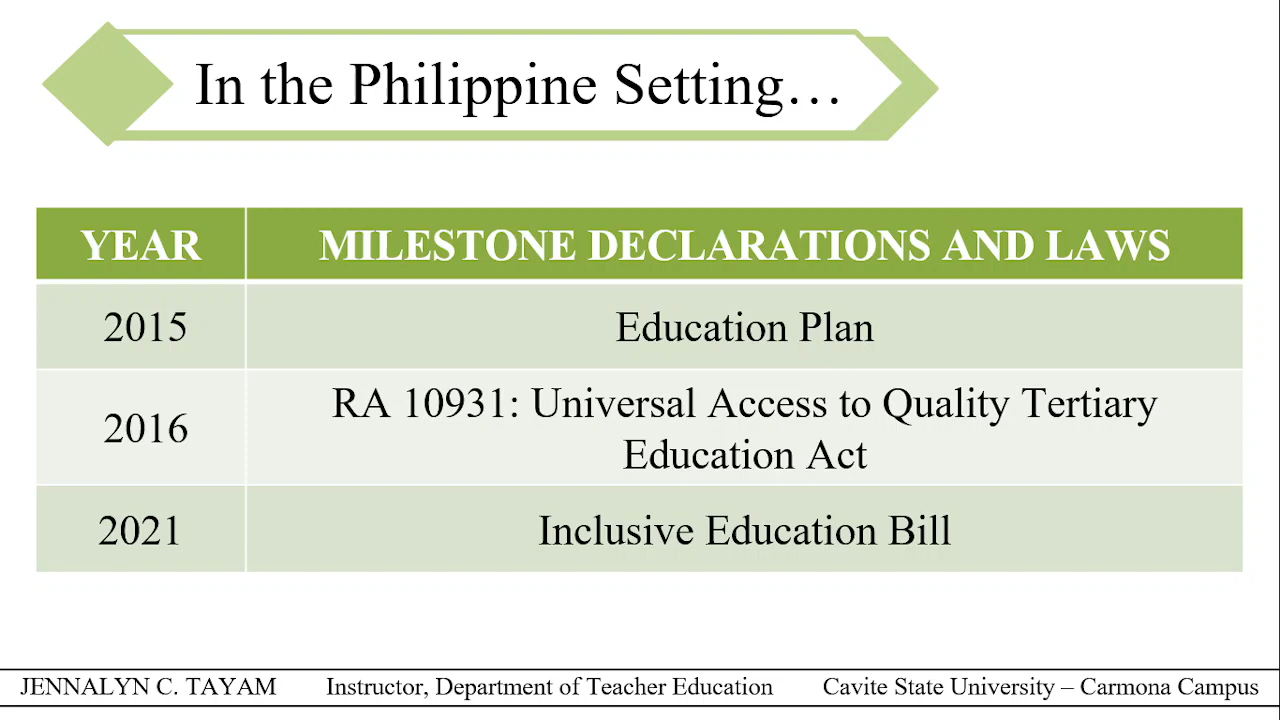 In the Philippine Setting…
YEAR MILESTONE DECLARATIONS AND LAWS
2015 Education Plan
2016 RA 10931: Universal Access to Quality Tertiary
Education Act
2021 Inclusive Education Bill
JENNALYN C. TAYAM Instructor, Department of Teacher Education Cavite State University – Carmona Campus